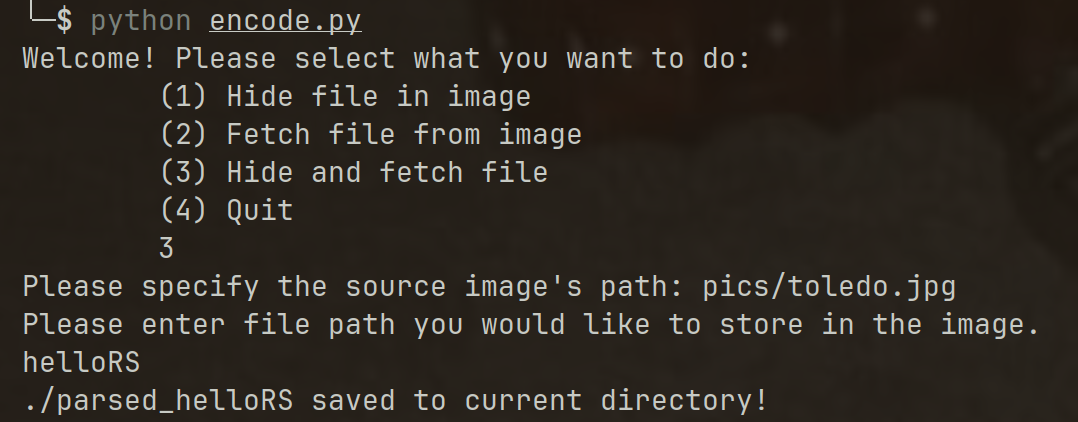 └─$ python encode.py
Welcome! Please select what you want to do:
(1) Hide file in image
(2) Fetch file from image
(3) Hide and fetch file
(4) Quit
3
Please specify the source image's path: pics/toledo.jpg
Please enter file path you would like to store in the image.
helloRS
./parsed_helloRS saved to current directory!